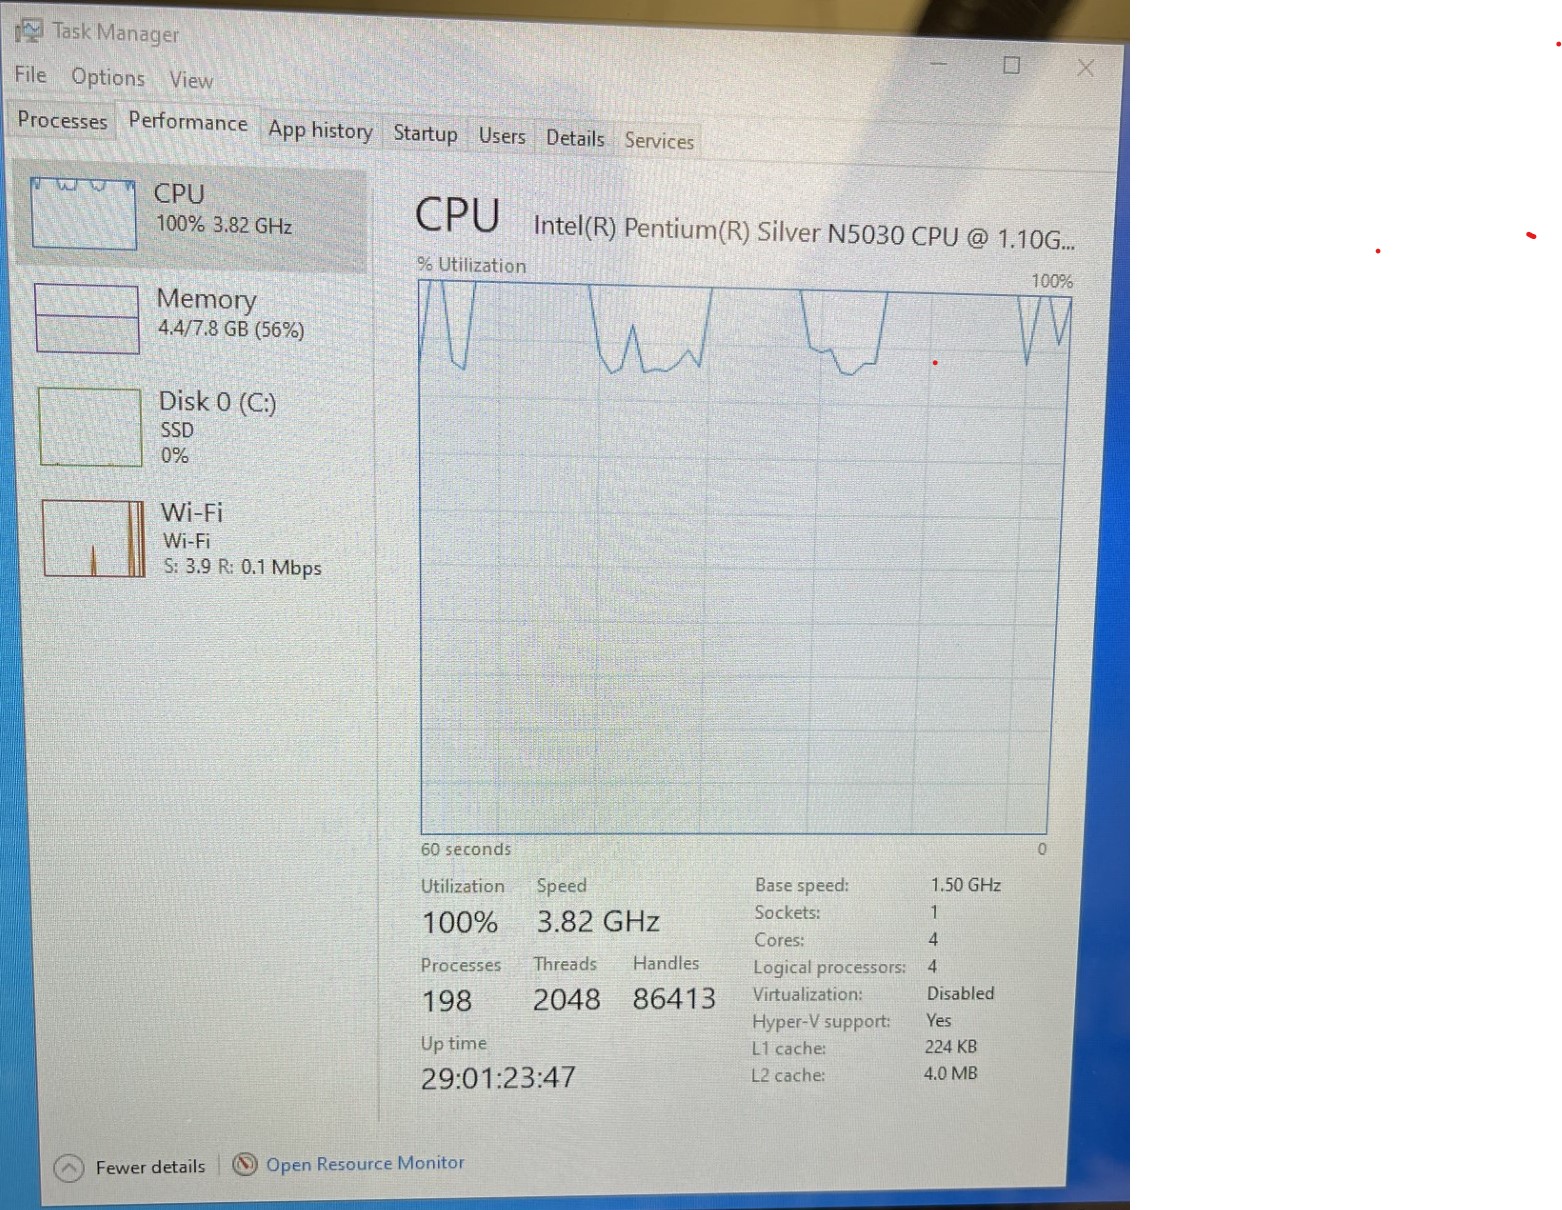 Task Manager
File Options View
Processes Performance App history Startup Users Details Services
CPU
100% 3.82 GHz
Memory
4.4/7.8 GB (56%)
Disk 0 (C:)
SSD
0%
Wi-Fi
Wi-Fi
S: 3.9 R: 0.1 Mbps
CPU Intel(R) Pentium(R) Silver N5030 CPU @ 1.10G...
% Utilization 100%
60 seconds 0
Utilization Speed
100% 3.82 GHz
Processes Threads Handles
198 2048 86413
Up time
29:01:23:47
Base speed: 1.50 GHz
Sockets: 1
Cores: 4
Logical processors: 4
Virtualization: Disabled
Hyper-V support: Yes
L1 cache: 224 KB
L2 cache: 4.0 MB
Fewer details Open Resource Monitor